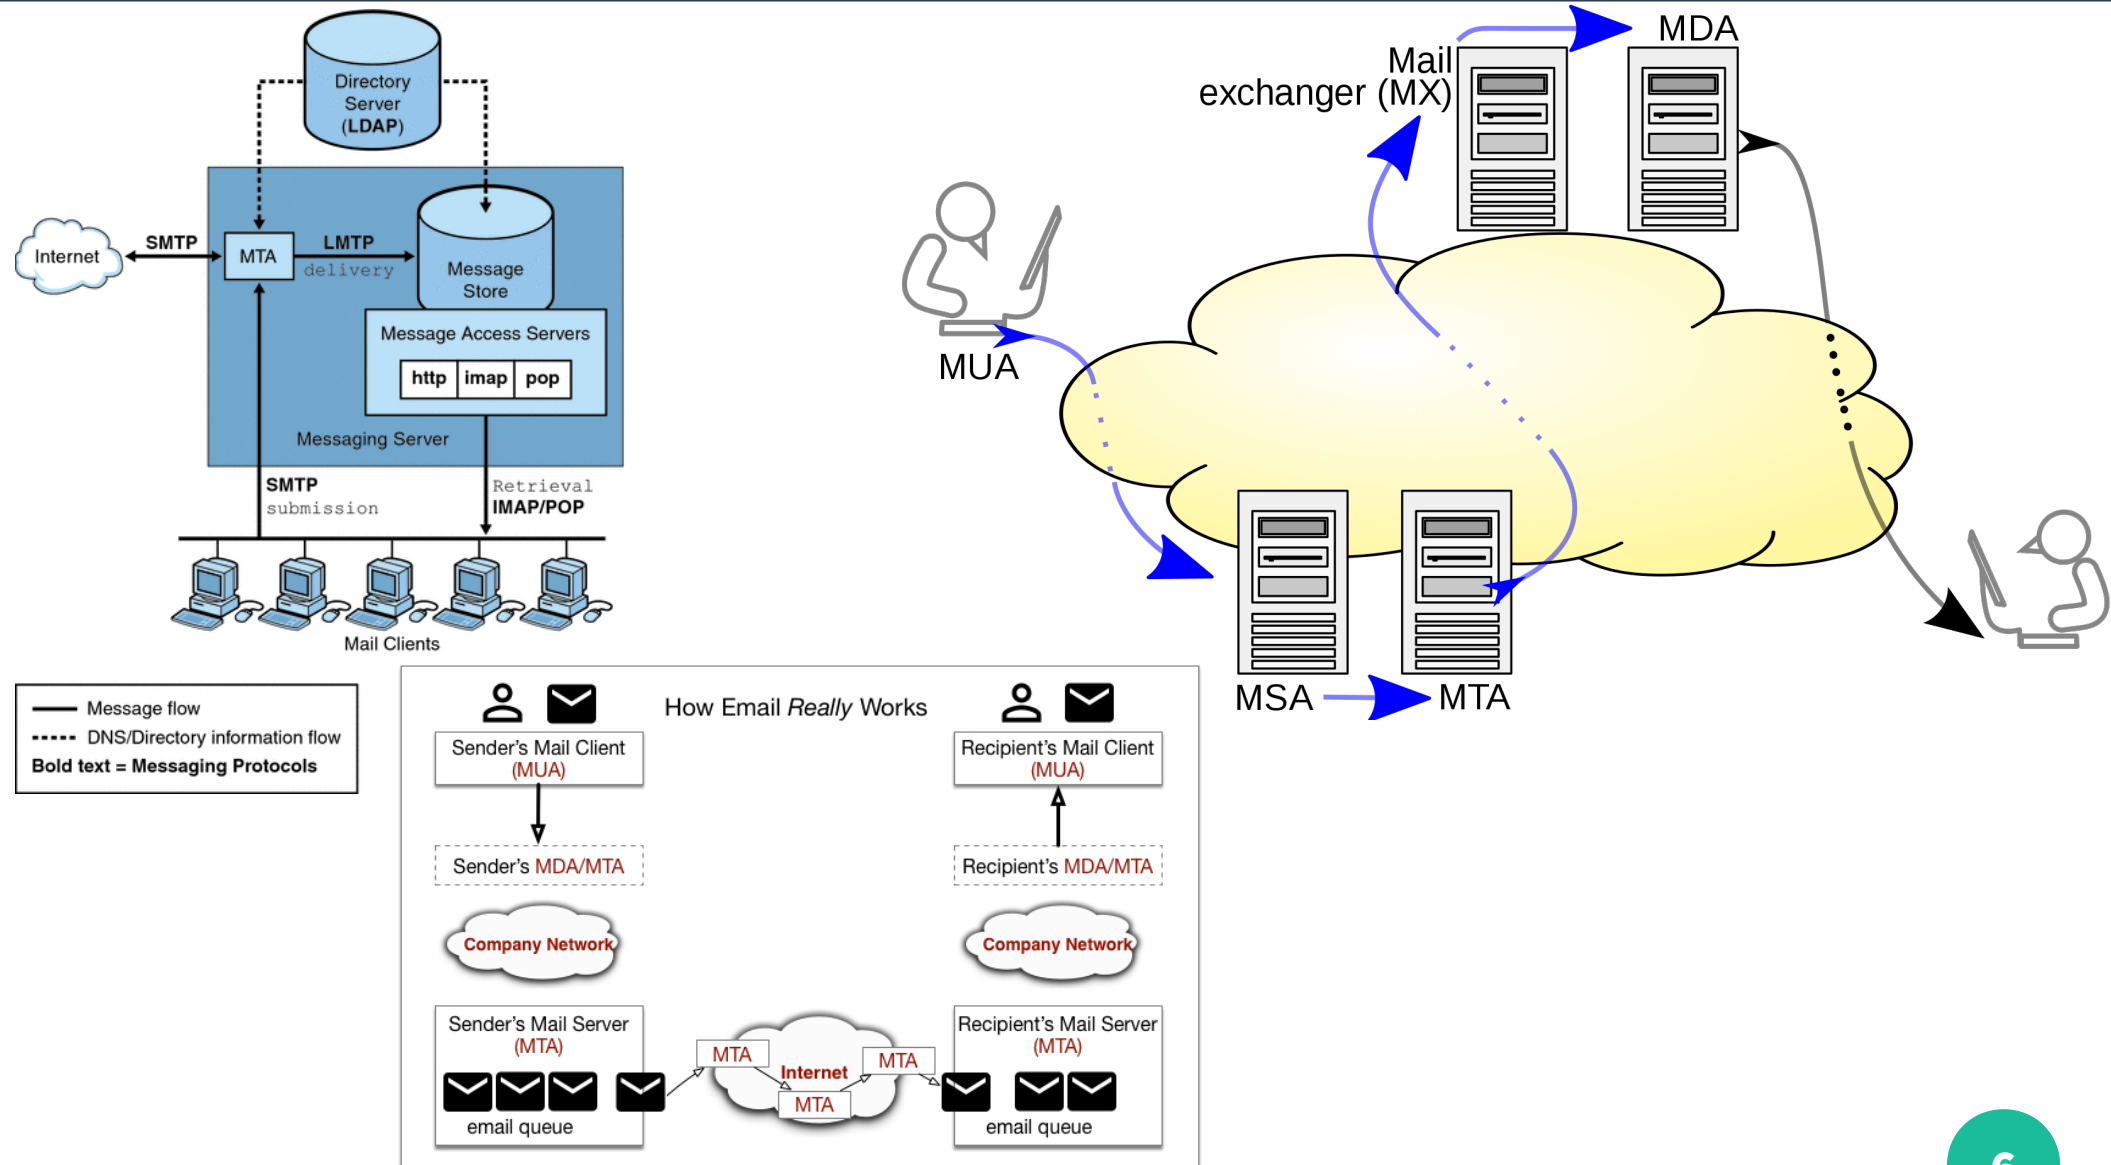 Directory
Server
(LDAP)
Internet
SMTP
MTA
LMTP
delivery
Message
Store
Message Access Servers
http imap pop
Messaging Server
SMTP
submission
Retrieval
IMAP/POP
Mail Clients
Message flow
DNS/Directory information flow
Bold text = Messaging Protocols
MDA
Mail
exchanger (MX)
MUA
MSA
MTA
How Email Really Works
Sender's Mail Client
(MUA)
Sender's MDA/MTA
Company Network
Sender's Mail Server
(MTA)
email queue
MTA
Internet
MTA
MTA
Recipient's Mail Client
(MUA)
Recipient's MDA/MTA
Company Network
Recipient's Mail Server
(MTA)
email queue